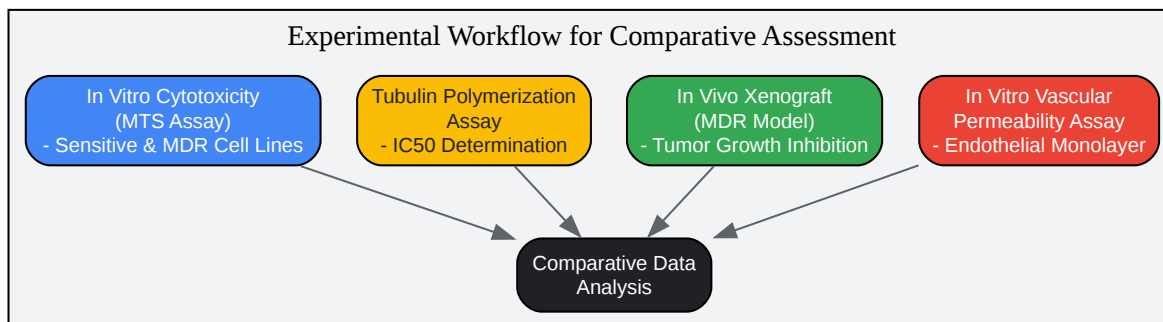 Experimental Workflow for Comparative Assessment
In Vitro Cytotoxicity
(MTS Assay)
- Sensitive & MDR Cell Lines
Tubulin Polymerization
Assay
- IC50 Determination
In Vivo Xenograft
(MDR Model)
- Tumor Growth Inhibition
In Vitro Vascular
Permeability Assay
- Endothelial Monolayer
Comparative Data
Analysis